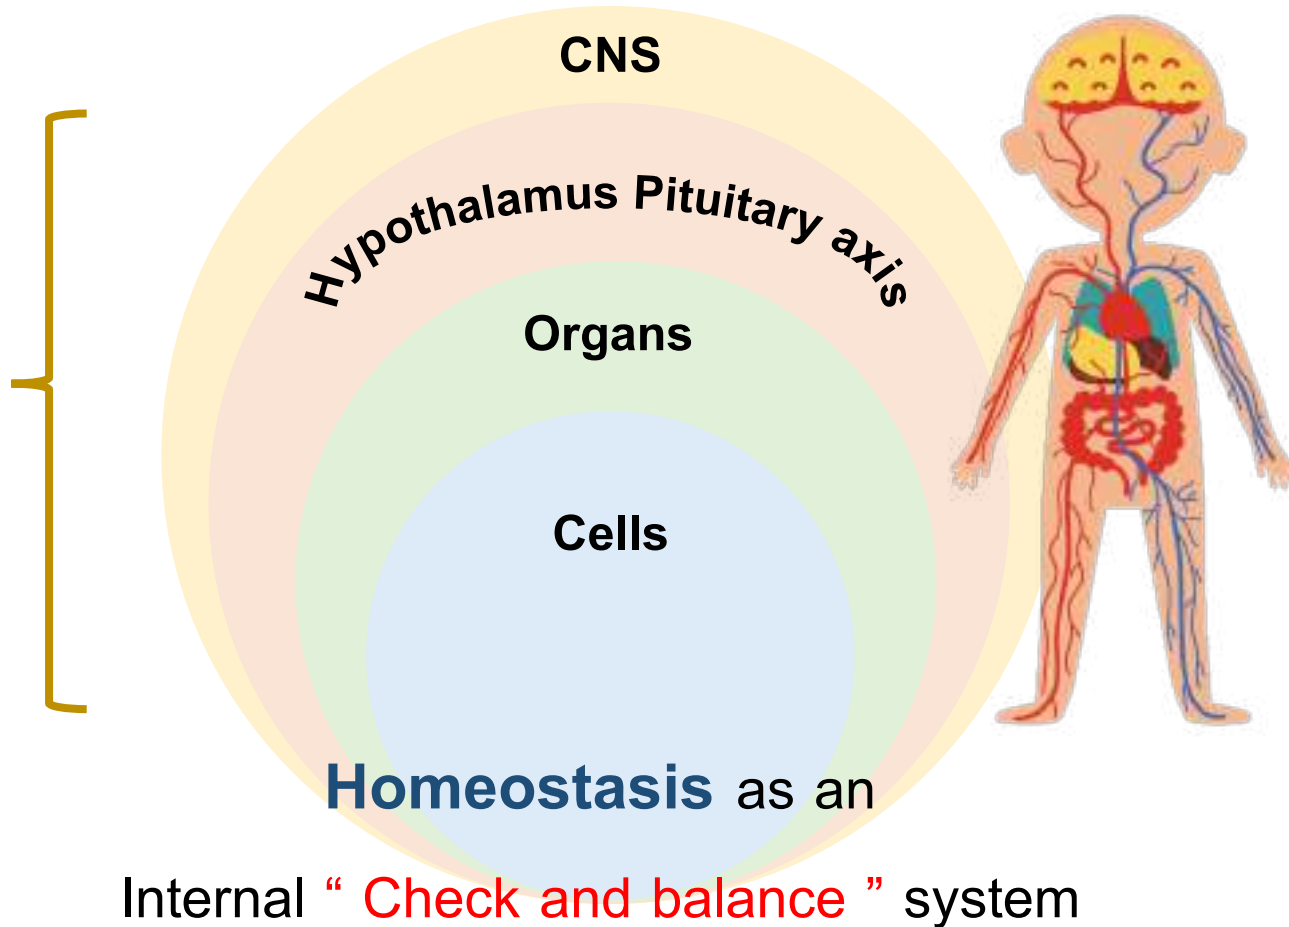 CNS
Hypothalamus Pituitary axis
Organs
Cells
Homeostasis as an
Internal “ Check and balance ” system